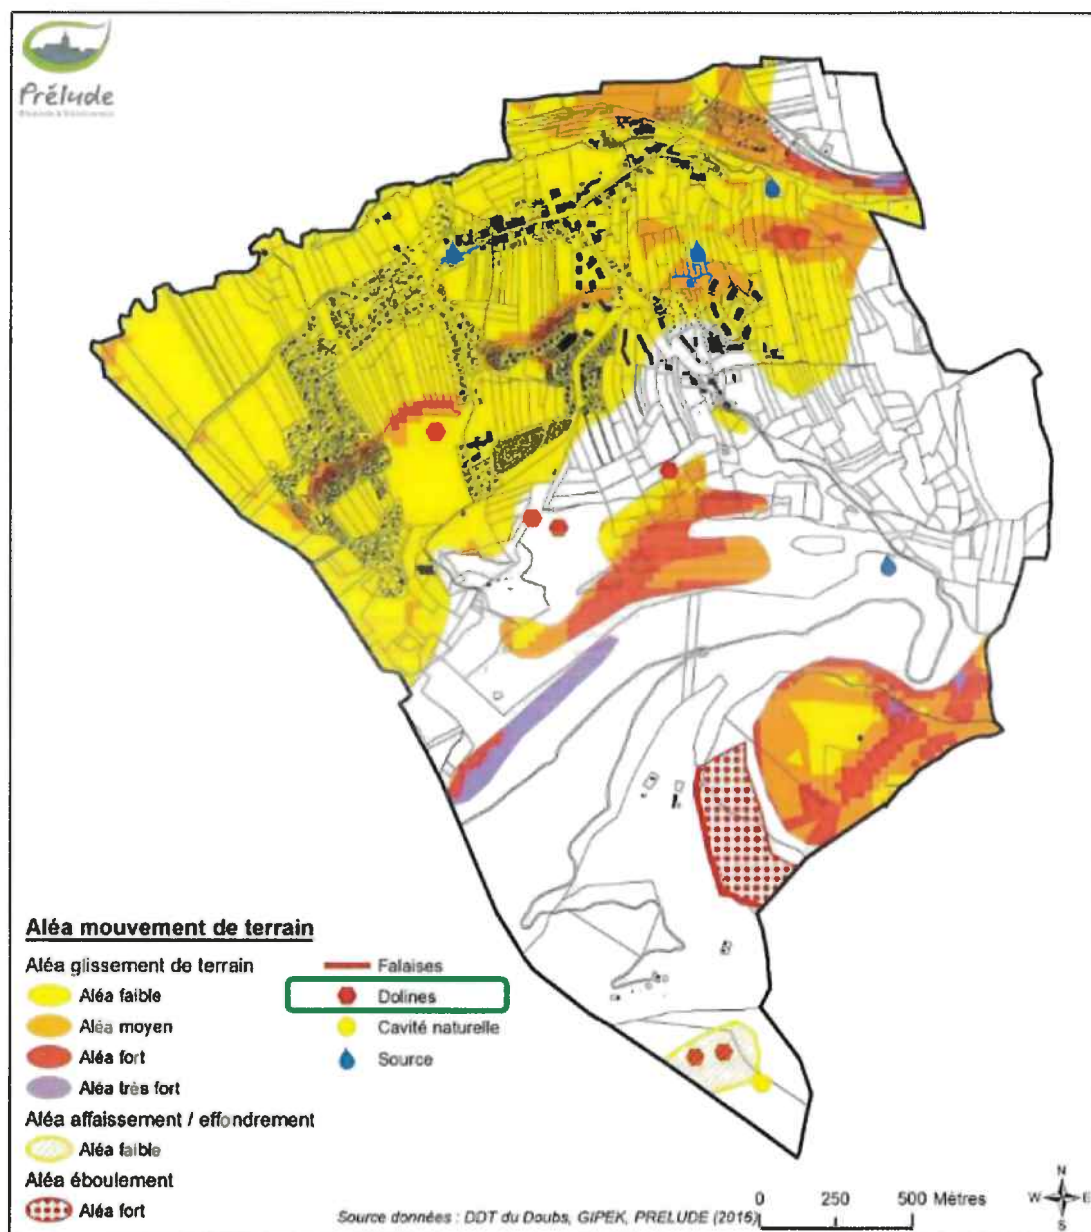 Prélude
Aléa mouvement de terrain
Aléa glissement de terrain
Aléa faible
Aléa moyen
Aléa fort
Aléa très fort
Aléa affaissement / effondrement
Aléa faible
Aléa éboulement
Aléa fort
Falaises
Dolines
Cavité naturelle
Source
Source données : DDT du Doubs, GIPEK, PRELUDE (2016)
0 250 500 Mètres
N
W E
S